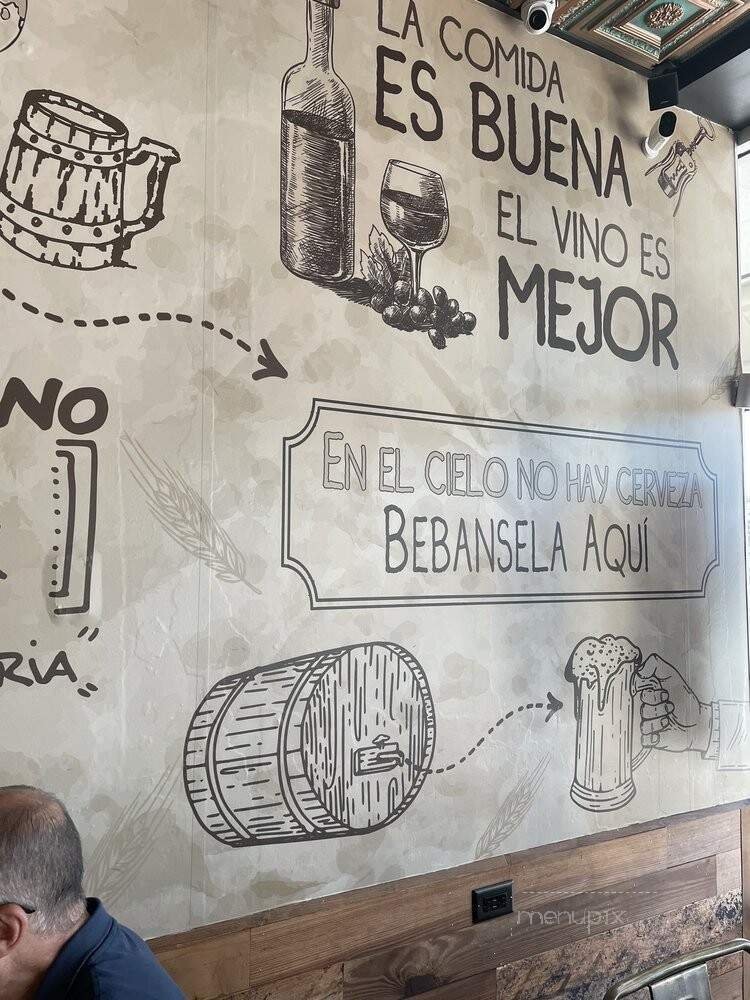 LA COMIDA
ES BUENA
EL VINO ES
MEJOR
NO
EN EL CIELO NO HAY CERVEZA
BEBANSELA AQUÍ
RIA
menupix